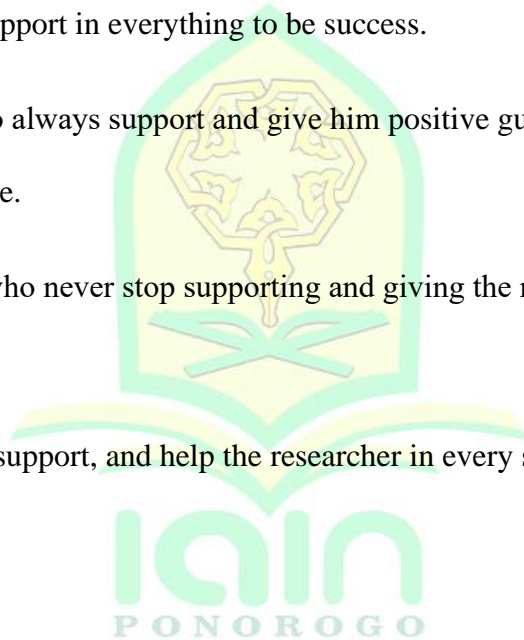 pport in everything to be success.
o always support and give him positive gu
e.
who never stop supporting and giving the
support, and help the researcher in every s
iain
PONOROGO